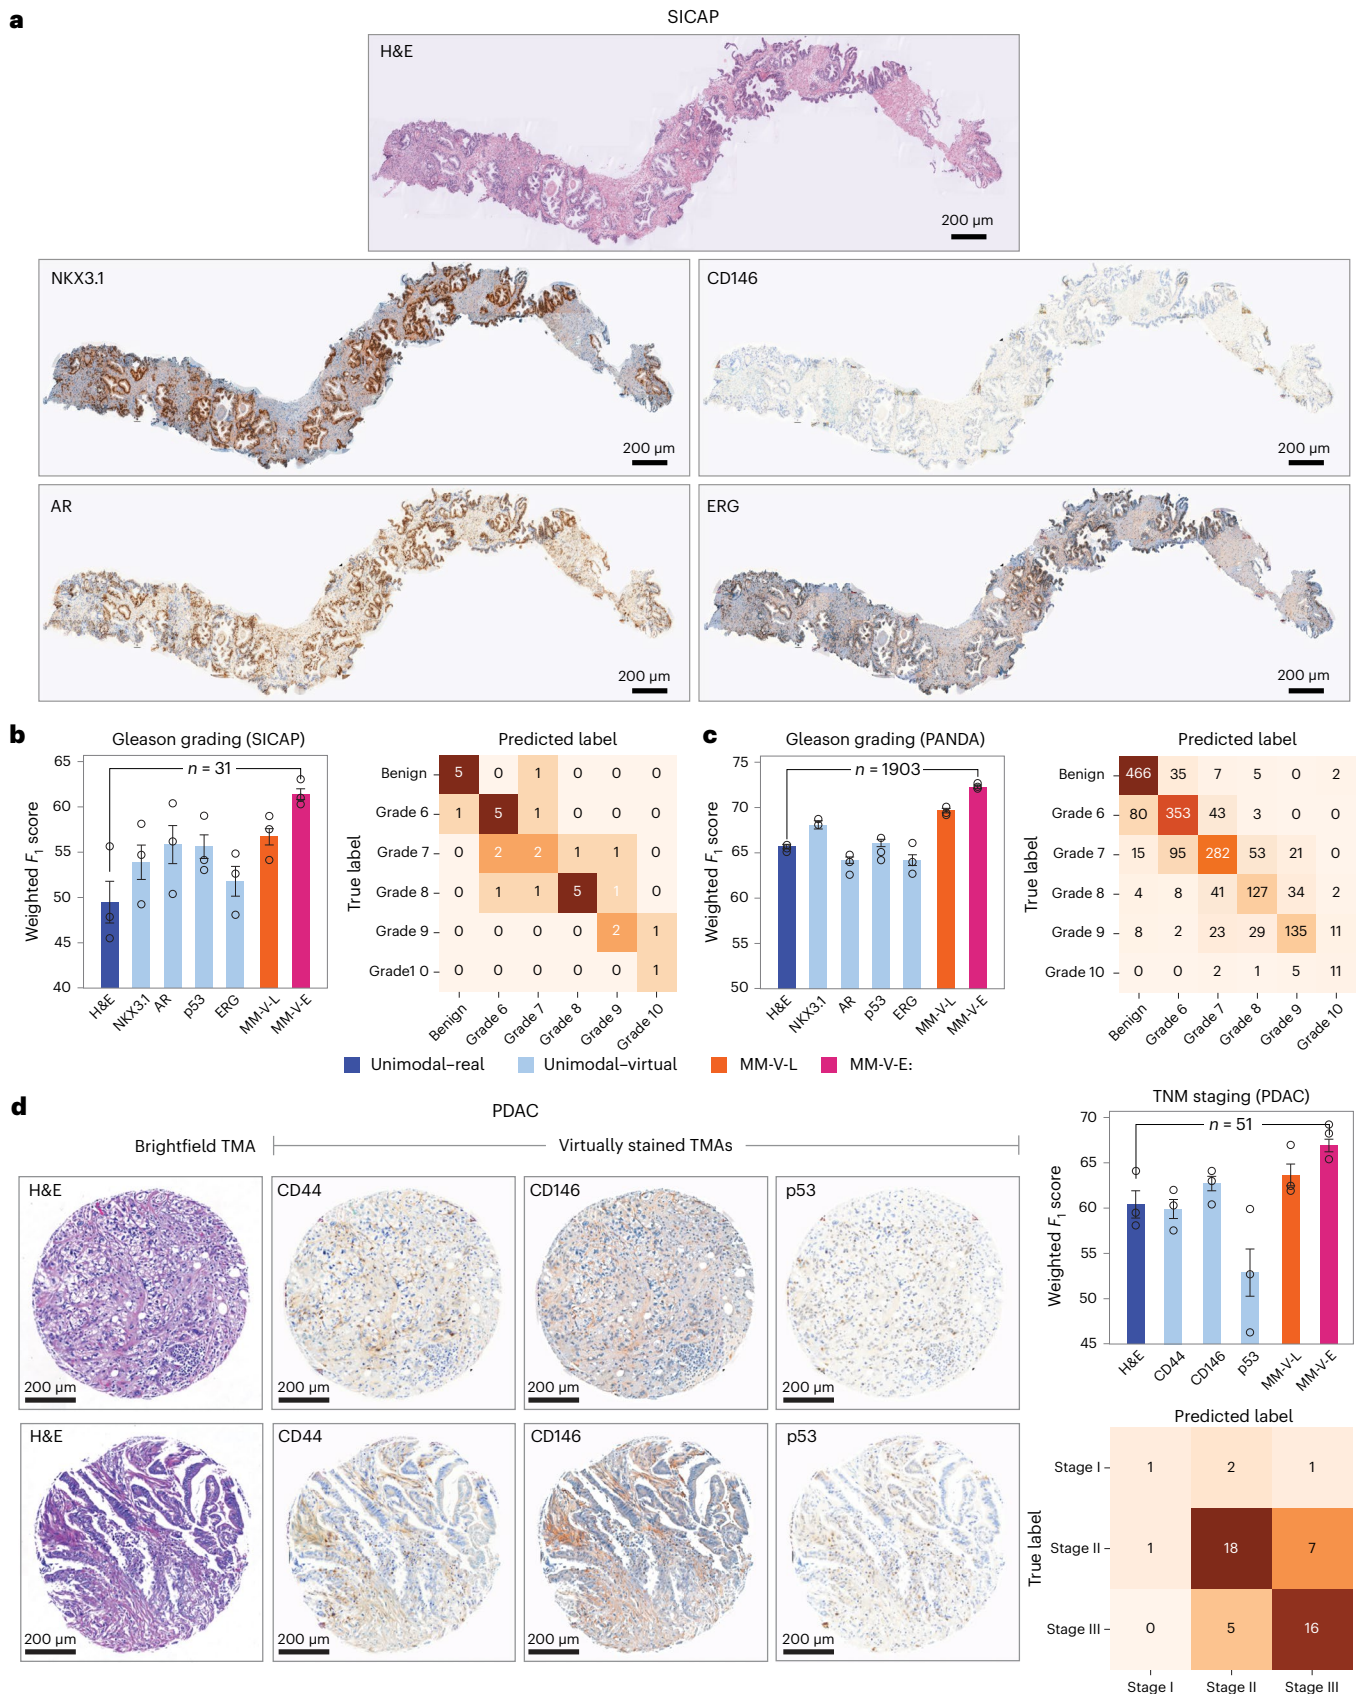 a
SICAP
H&E
200 µm
NKX3.1
200 µm
CD146
200 µm
AR
200 µm
ERG
200 µm
b
Gleason grading (SICAP)
Weighted F1 score
65
60
55
50
45
40
n = 31
H&E
NKX3.1
AR
p53
ERG
MM-V-L
MM-V-E
Predicted label
True label
Benign 5 0 1 0 0 0
Grade 6 1 5 1 0 0 0
Grade 7 0 2 2 1 1 0
Grade 8 0 1 1 5 1 0
Grade 9 0 0 0 0 2 1
Grade1 0 0 0 0 0 0 1
Benign Grade 6 Grade 7 Grade 8 Grade 9 Grade 10
c
Gleason grading (PANDA)
Weighted F1 score
75
70
65
60
55
50
n = 1903
H&E
NKX3.1
AR
p53
ERG
MM-V-L
MM-V-E
Predicted label
True label
Benign 466 35 7 5 0 2
Grade 6 80 353 43 3 0 0
Grade 7 15 95 282 53 21 0
Grade 8 4 8 41 127 34 2
Grade 9 8 2 23 29 135 11
Grade 10 0 0 2 1 5 11
Benign Grade 6 Grade 7 Grade 8 Grade 9 Grade 10
Unimodal–real Unimodal–virtual MM-V-L MM-V-E:
d
PDAC
Brightfield TMA
Virtually stained TMAs
H&E
200 µm
CD44
200 µm
CD146
200 µm
p53
200 µm
H&E
200 µm
CD44
200 µm
CD146
200 µm
p53
200 µm
TNM staging (PDAC)
Weighted F1 score
70
65
60
55
50
45
n = 51
H&E
CD44
CD146
p53
MM-V-L
MM-V-E
Predicted label
True label
Stage I 1 2 1
Stage II 1 18 7
Stage III 0 5 16
Stage I Stage II Stage III